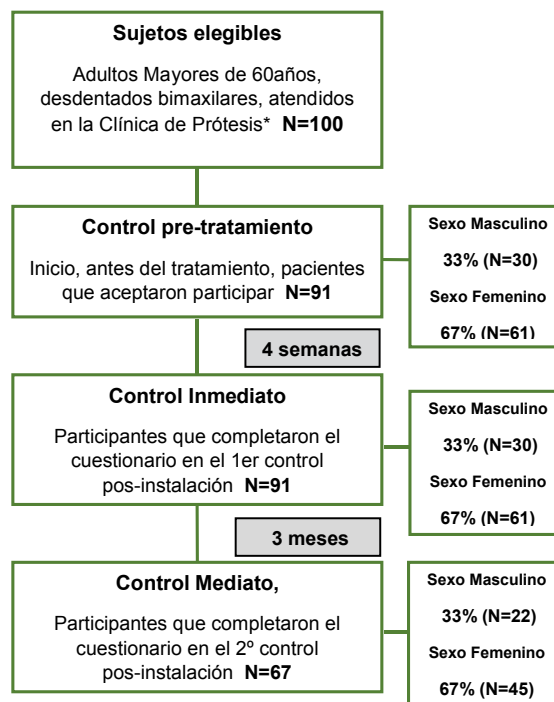 Sujetos elegibles
Adultos Mayores de 60años,
desdentados bimaxilares, atendidos
en la Clínica de Prótesis* N=100
Control pre-tratamiento
Inicio, antes del tratamiento, pacientes
que aceptaron participar N=91
Sexo Masculino
33% (N=30)
Sexo Femenino
67% (N=61)
4 semanas
Control Inmediato
Participantes que completaron el
cuestionario en el 1er control
pos-instalación N=91
Sexo Masculino
33% (N=30)
Sexo Femenino
67% (N=61)
3 meses
Control Mediato,
Participantes que completaron el
cuestionario en el 2º control
pos-instalación N=67
Sexo Masculino
33% (N=22)
Sexo Femenino
67% (N=45)